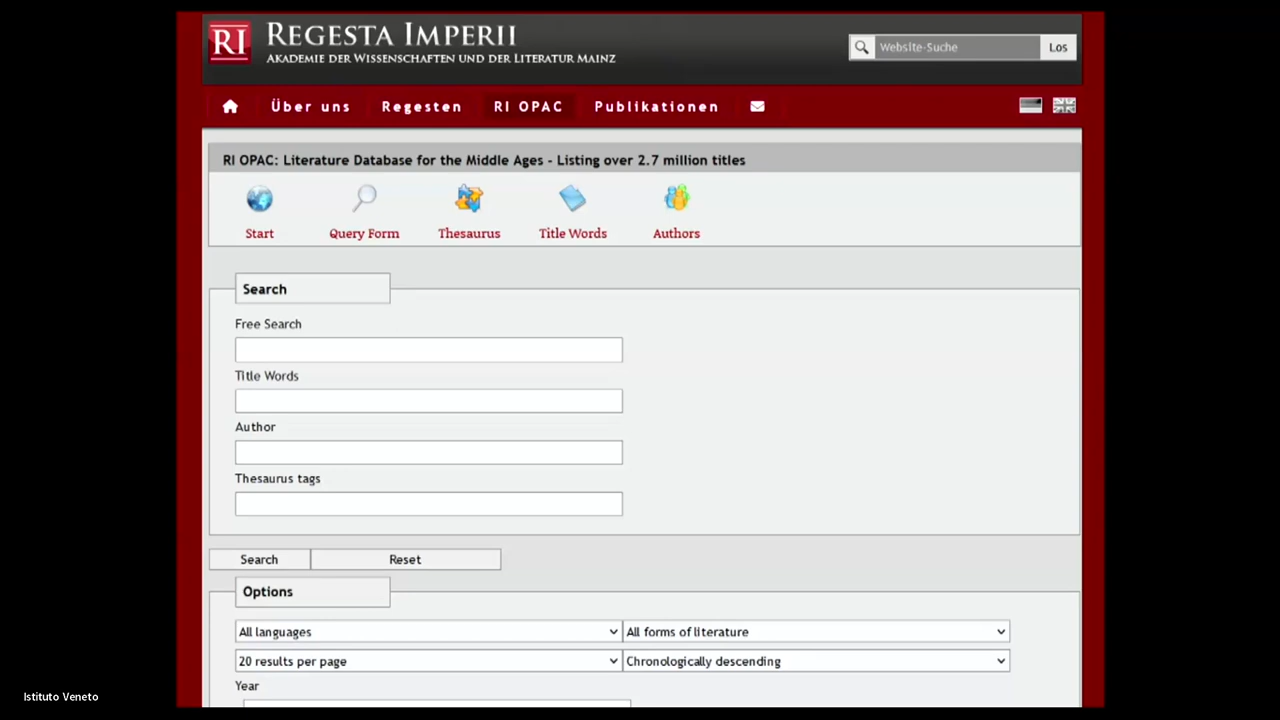 RI
REGESTA IMPERII
AKADEMIE DER WISSENSCHAFTEN UND DER LITERATUR MAINZ
Website-Suche
Los
Über uns
Regesten
RI OPAC
Publikationen
RI OPAC: Literature Database for the Middle Ages - Listing over 2.7 million titles
Start
Query Form
Thesaurus
Title Words
Authors
Search
Free Search
Title Words
Author
Thesaurus tags
Search
Reset
Options
All languages
All forms of literature
20 results per page
Chronologically descending
Year
Istituto Veneto